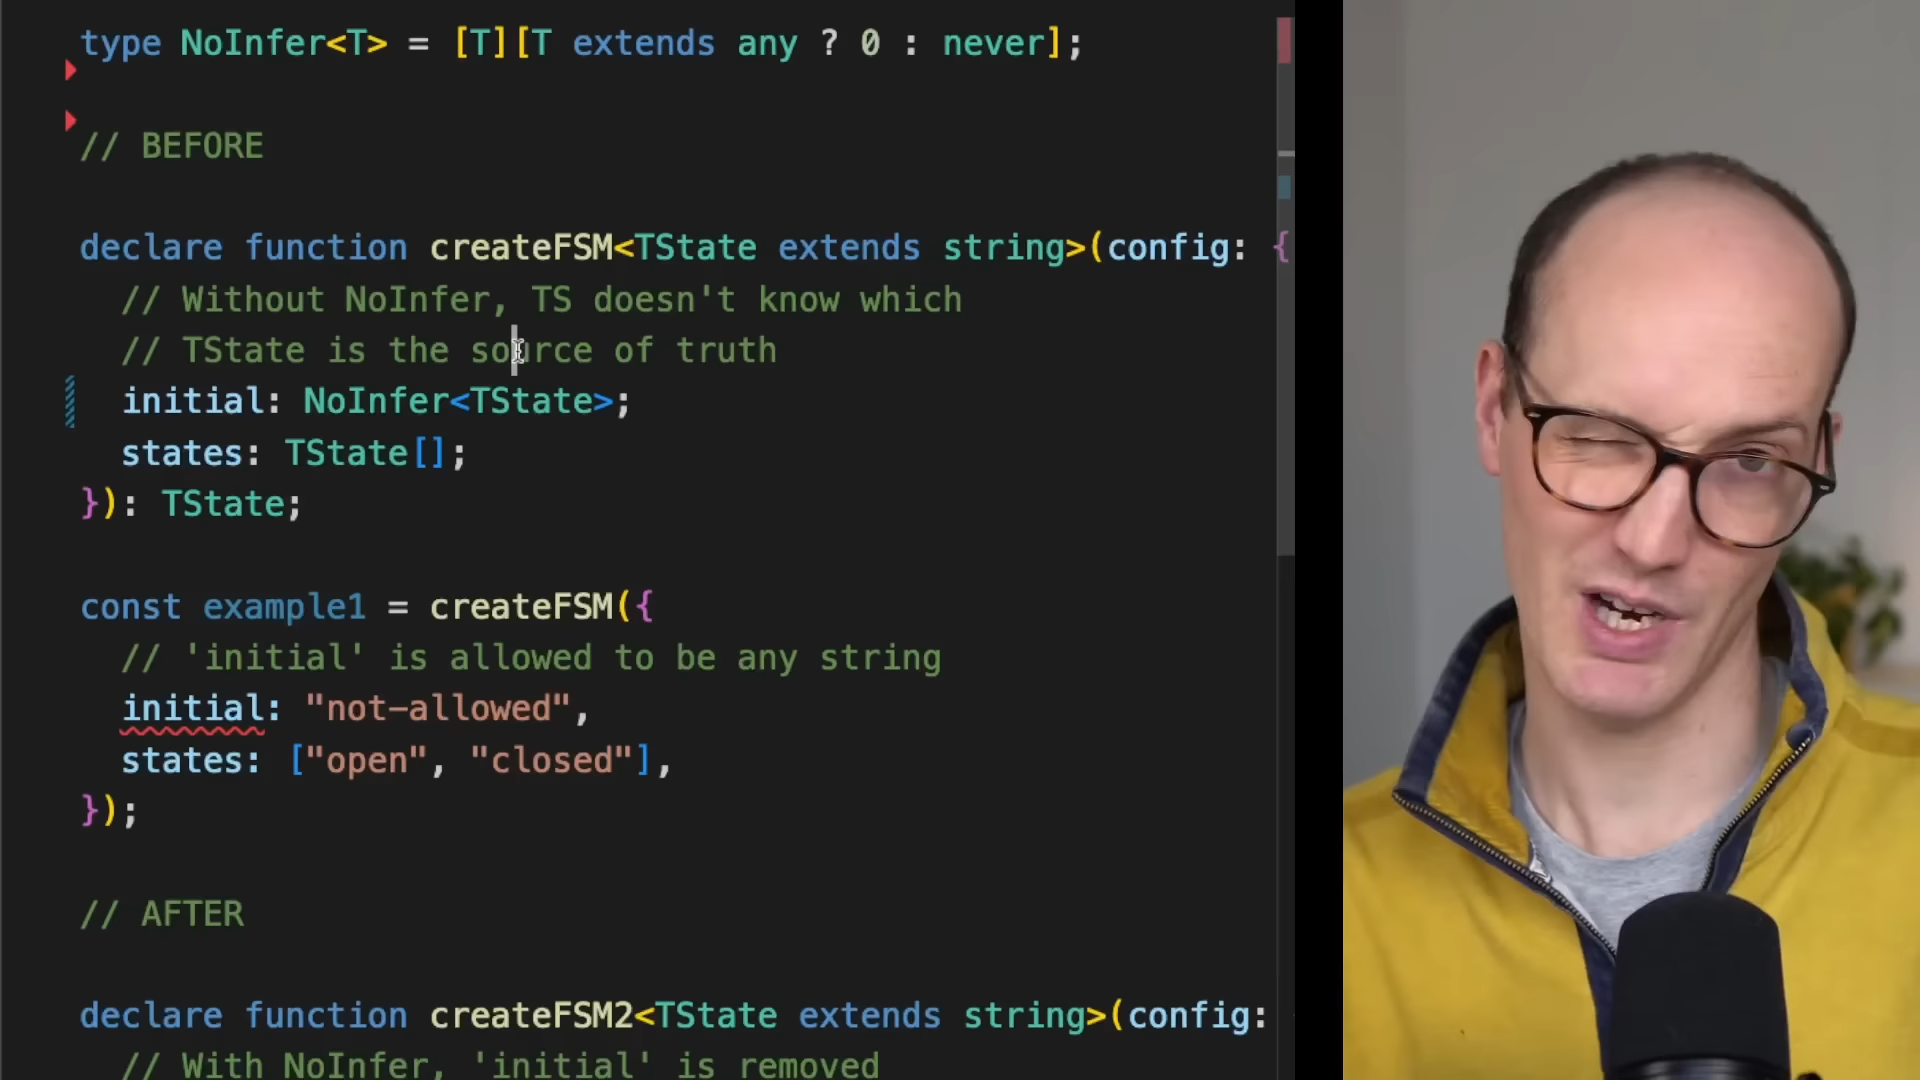 type NoInfer<T> = [T][T extends any ? 0 : never];
// BEFORE
declare function createFSM<TState extends string>(config: {
// Without NoInfer, TS doesn't know which
// TState is the source of truth
initial: NoInfer<TState>;
states: TState[];
}): TState;
const example1 = createFSM({
// 'initial' is allowed to be any string
initial: "not-allowed",
states: ["open", "closed"],
});
// AFTER
declare function createFSM2<TState extends string>(config:
// With NoInfer, 'initial' is removed